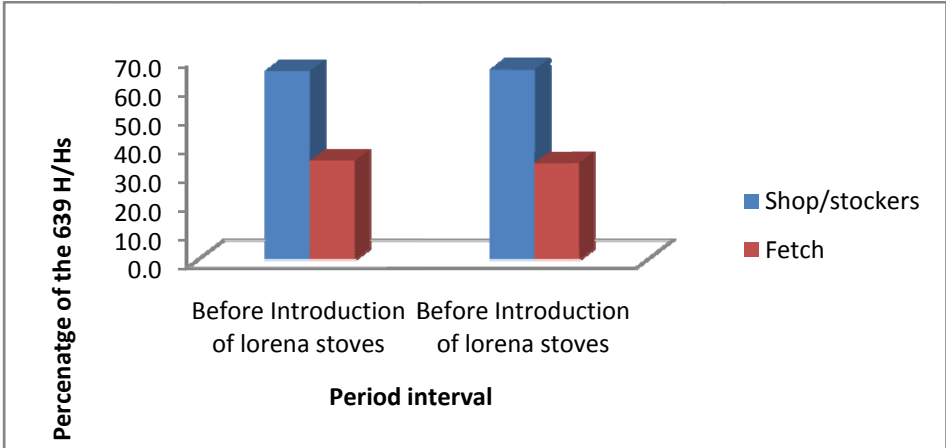 Percenatge of the 639 H/Hs
70.0
60.0
50.0
40.0
30.0
20.0
10.0
0.0
Before Introduction
of lorena stoves
Before Introduction
of lorena stoves
Period interval
Shop/stockers
Fetch